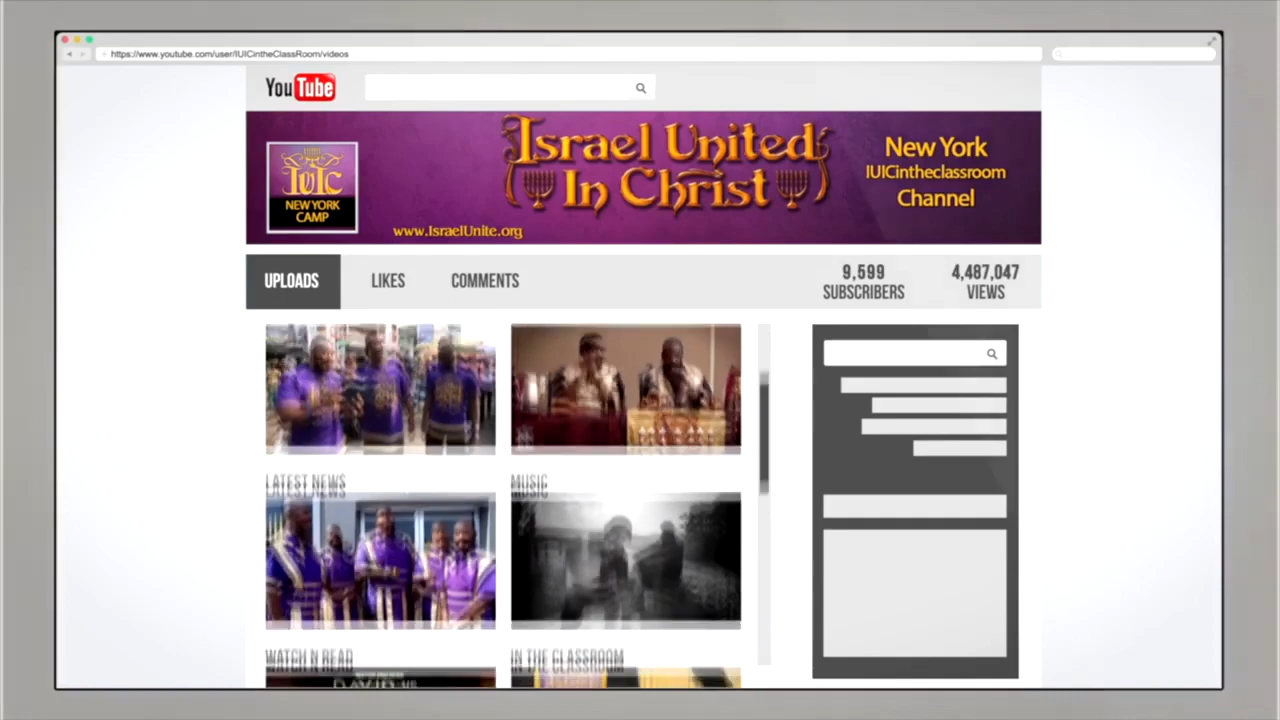 https://www.youtube.com/user/IUICintheClassRoom/videos
YouTube
IUIC
NEW YORK
CAMP
Israel United
In Christ
www.IsraelUnite.org
New York
IUICintheclassroom
Channel
UPLOADS
LIKES
COMMENTS
9,599
SUBSCRIBERS
4,487,047
VIEWS
LATEST NEWS
MUSIC
WATCH N READ
IN THE CLASSROOM